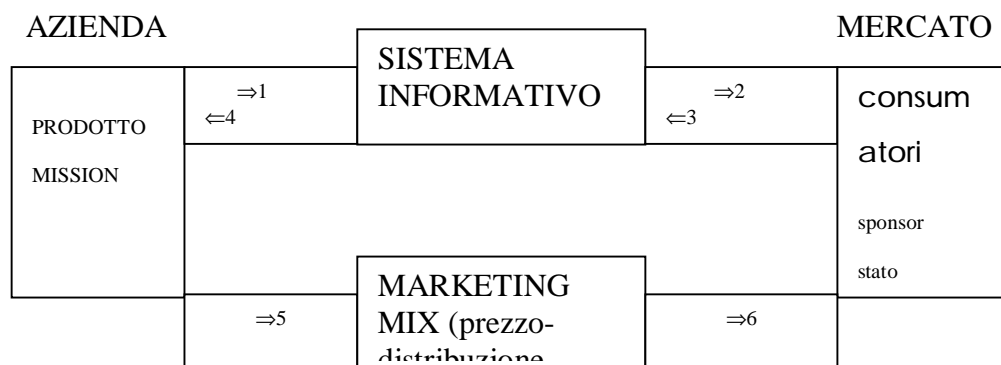 AZIENDA
MERCATO
SISTEMA
INFORMATIVO
⇒1
⇐4
⇒2
⇐3
PRODOTTO
MISSION
consum
atori
sponsor
stato
MARKETING
MIX (prezzo-
distribuzione
⇒5
⇒6